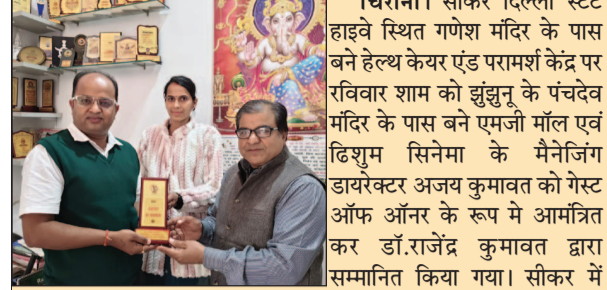 चिराना। सीकर दिल्ली स्टेट
हाइवे स्थित गणेश मंदिर के पास
बने हेल्थ केयर एंड परामर्श केंद्र पर
रविवार शाम को झुंझुनू के पंचदेव
मंदिर के पास बने एमजी मॉल एवं
ढिशुम सिनेमा के मैनेजिंग
डायरेक्टर अजय कुमावत को गेस्ट
ऑफ ऑनर के रूप मे आमंत्रित
कर डॉ.राजेंद्र कुमावत द्वारा
सम्मानित किया गया। सीकर में